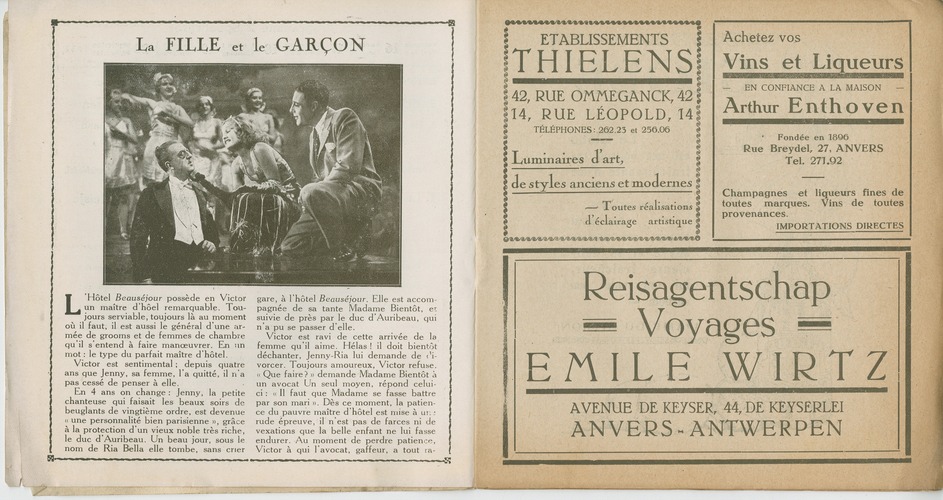 La FILLE et le GARÇON
L'Hôtel Beauséjour possède en Victor
un maître d'hôel remarquable. Tou-
jours serviable, toujours là au moment
où il faut, il est aussi le général d'une ar-
mée de grooms et de femmes de chambre
qu'il s'entend à faire manœuvrer. En un
mot : le type du parfait maître d'hôtel.
Victor est sentimental ; depuis quatre
ans que Jenny, sa femme, l'a quitté, il n'a
pas cessé de penser à elle.
En 4 ans on change : Jenny, la petite
chanteuse qui faisait les beaux soirs de
beuglants de vingtième ordre, est devenue
« une personnalité bien parisienne », grâce
à la protection d'un vieux noble très riche,
le duc d'Auribeau. Un beau jour, sous le
nom de Ria Bella elle tombe, sans crier
gare, à l'hôtel Beauséjour. Elle est accom-
pagnée de sa tante Madame Bientôt, et
suivie de près par le duc d'Auribeau, qui
n'a pu se passer d'elle.
Victor est ravi de cette arrivée de la
femme qu'il aime. Hélas ! il doit bientôt
déchanter, Jenny-Ria lui demande de di-
vorcer. Toujours amoureux, Victor refuse.
« Que faire ? » demande Madame Bientôt à
un avocat Un seul moyen, répond celui-
ci : « Il faut que Madame se fasse battre
par son mari ». Dès ce moment, la patien-
ce du pauvre maître d'hôtel est mise à une
rude épreuve, il n'est pas de farces ni de
vexations que la belle enfant ne lui fasse
endurer. Au moment de perdre patience,
Victor à qui l'avocat, gaffeur, a tout ra-
ETABLISSEMENTS
THIELENS
42, RUE OMMEGANCK, 42
14, RUE LÉOPOLD, 14
TÉLÉPHONES : 262.23 et 256.06
Luminaires d'art,
de styles anciens et modernes
— Toutes réalisations
d'éclairage artistique
Achetez vos
Vins et Liqueurs
— EN CONFIANCE A LA MAISON —
Arthur Enthoven
Fondée en 1896
Rue Breydel, 27, ANVERS
Tel. 271.92
Champagnes et liqueurs fines de
toutes marques. Vins de toutes
provenances.
IMPORTATIONS DIRECTES
Reisagentschap
Voyages
EMILE WIRTZ
AVENUE DE KEYSER, 44, DE KEYSERLEI
ANVERS - ANTWERPEN